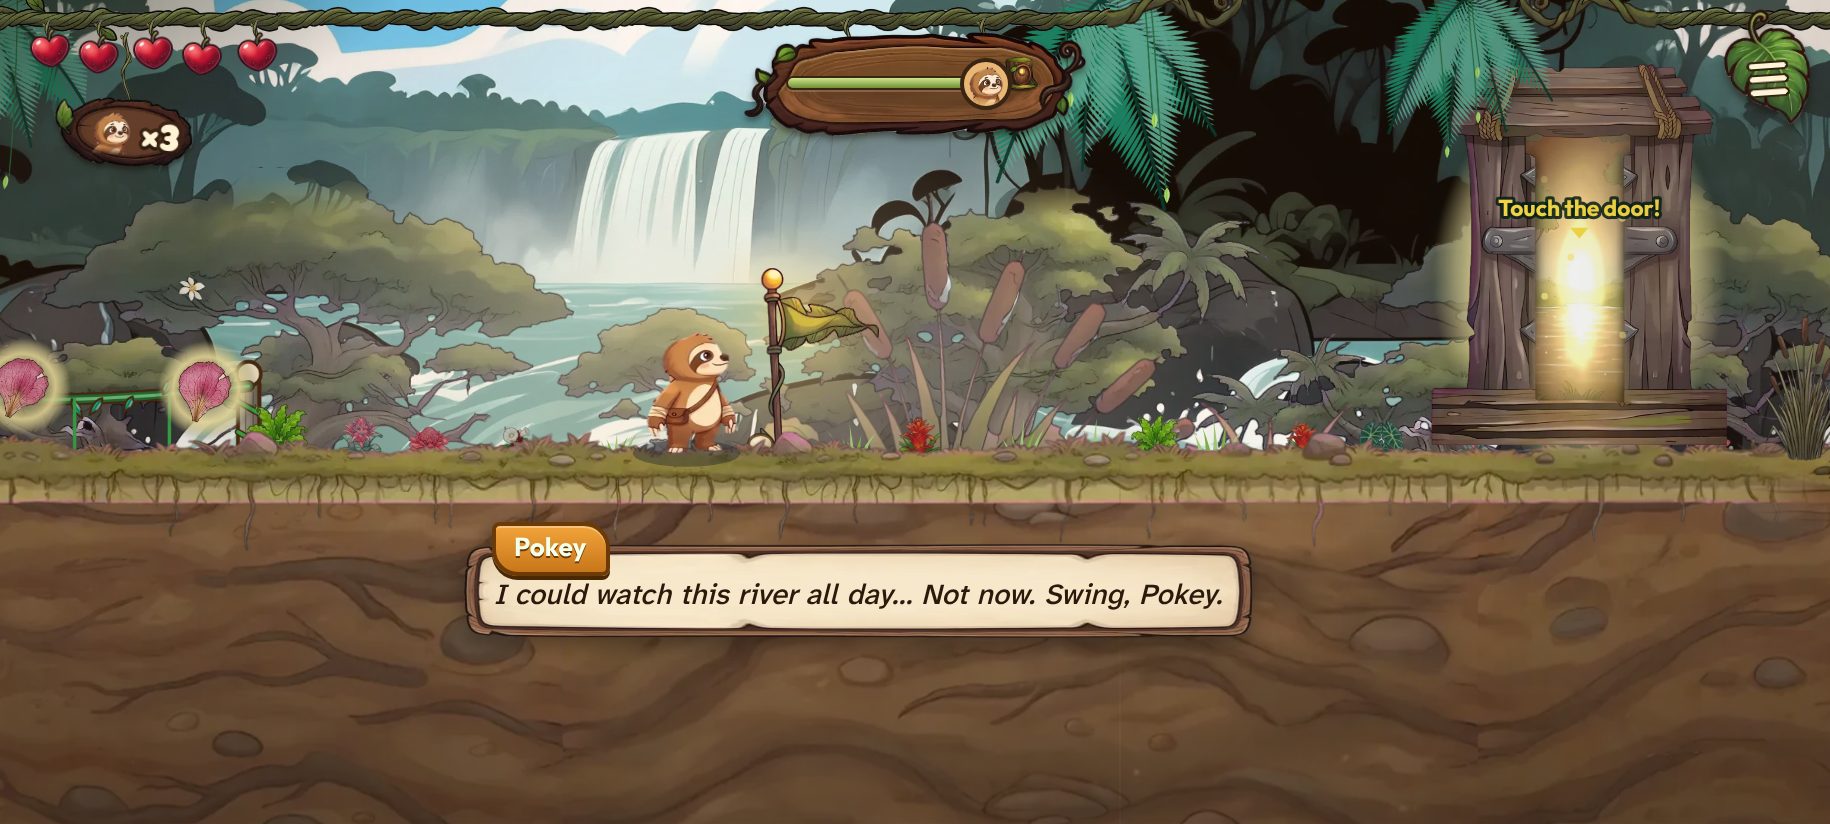 ×3
Touch the door!
Pokey
I could watch this river all day... Not now. Swing, Pokey.